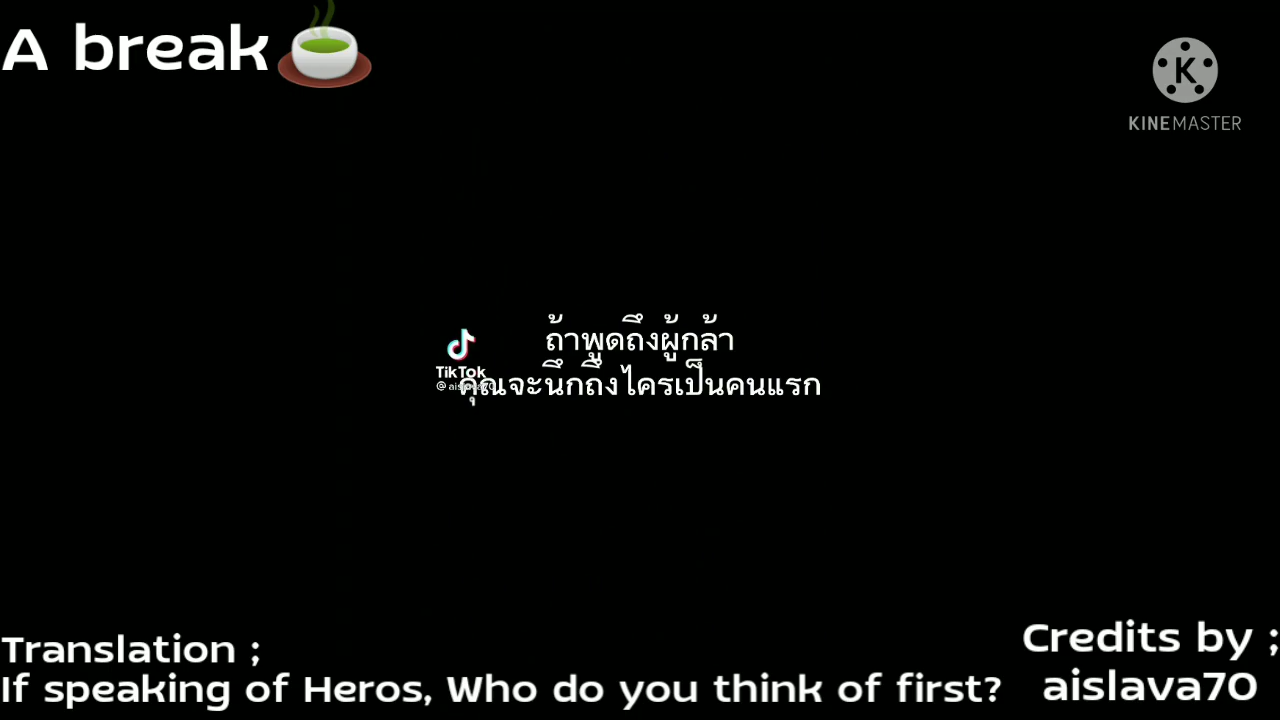 A break
KINEMASTER
ถ้าพูดถึงผู้กล้า
TikTok
คุณจะนึกถึงใครเป็นคนแรก
Translation ;
If speaking of Heros, Who do you think of first?
Credits by ;
aislava70